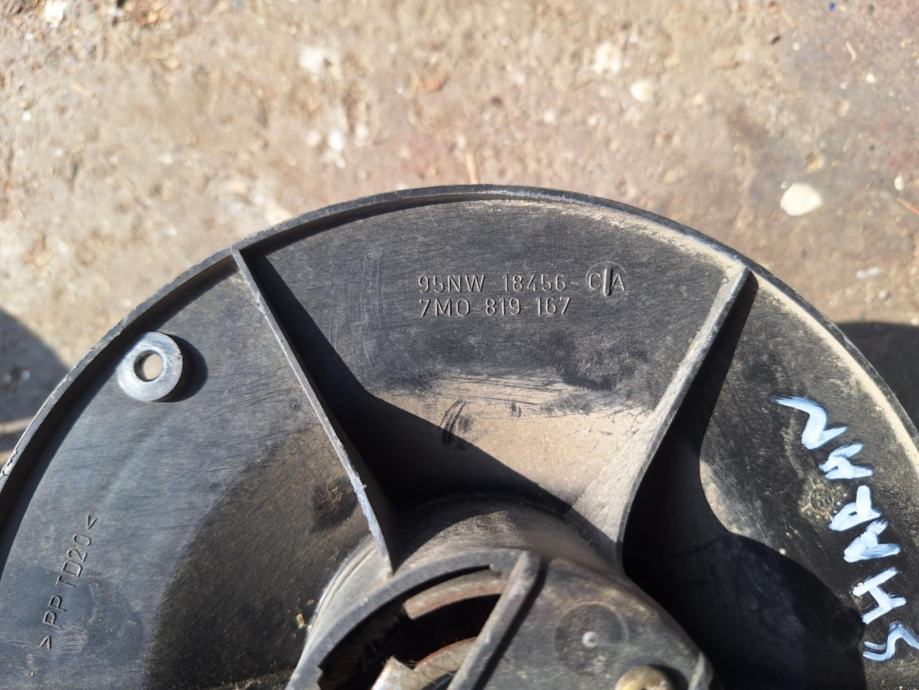 95NW 18456 CA
7M0 819 167
>PP TD20<
SHARAN